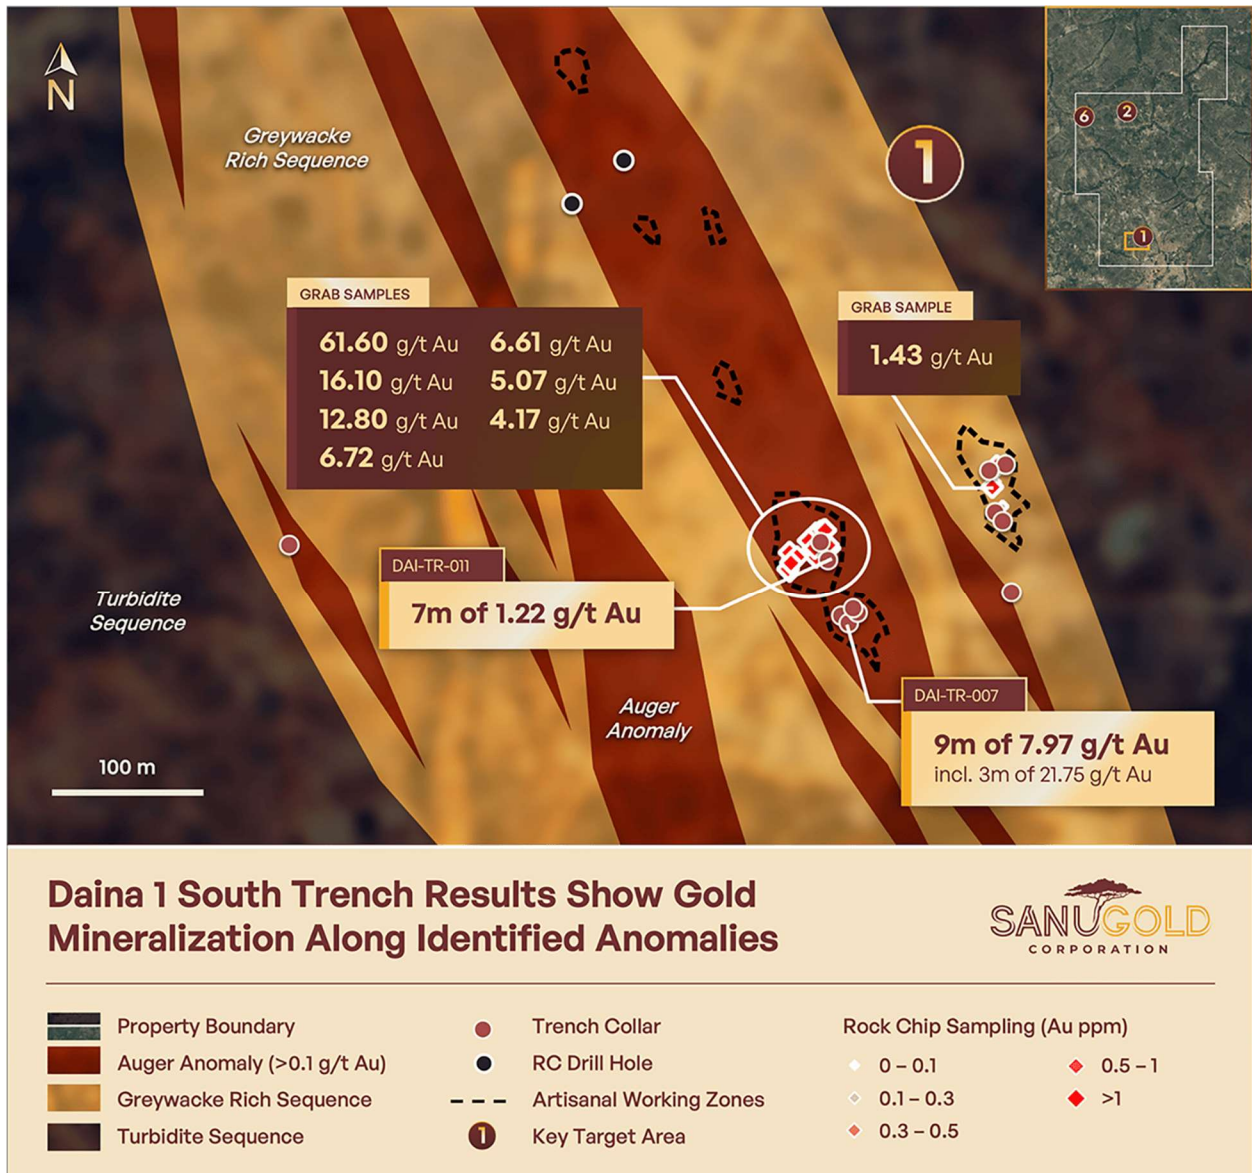 N
Greywacke
Rich Sequence
1
6
2
1
GRAB SAMPLES
61.60 g/t Au
6.61 g/t Au
16.10 g/t Au
5.07 g/t Au
12.80 g/t Au
4.17 g/t Au
6.72 g/t Au
GRAB SAMPLE
1.43 g/t Au
DAI-TR-011
7m of 1.22 g/t Au
Turbidite
Sequence
Auger
Anomaly
DAI-TR-007
9m of 7.97 g/t Au
incl. 3m of 21.75 g/t Au
100 m
Daina 1 South Trench Results Show Gold
Mineralization Along Identified Anomalies
SANUGOLD
CORPORATION
Property Boundary
Auger Anomaly (>0.1 g/t Au)
Greywacke Rich Sequence
Turbidite Sequence
Trench Collar
RC Drill Hole
Artisanal Working Zones
1 Key Target Area
Rock Chip Sampling (Au ppm)
0 – 0.1
0.1 – 0.3
0.3 – 0.5
0.5 – 1
>1